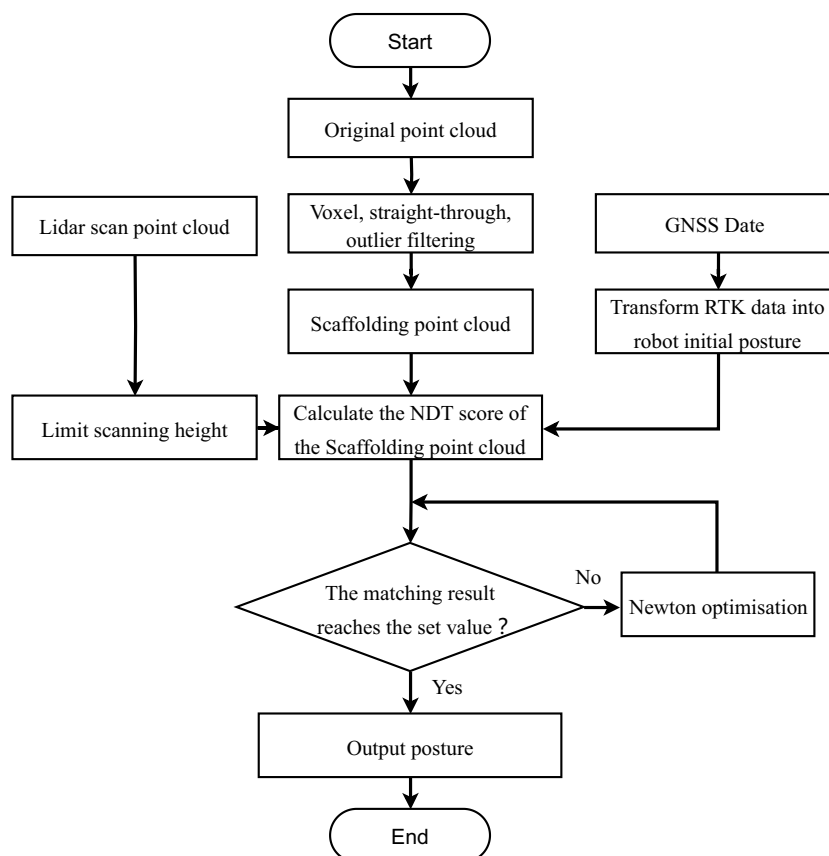 Start
Original point cloud
Voxel, straight-through,
outlier filtering
Lidar scan point cloud
GNSS Date
Scaffolding point cloud
Transform RTK data into
robot initial posture
Limit scanning height
Calculate the NDT score of
the Scaffolding point cloud
The matching result
reaches the set value？
No
Newton optimisation
Yes
Output posture
End